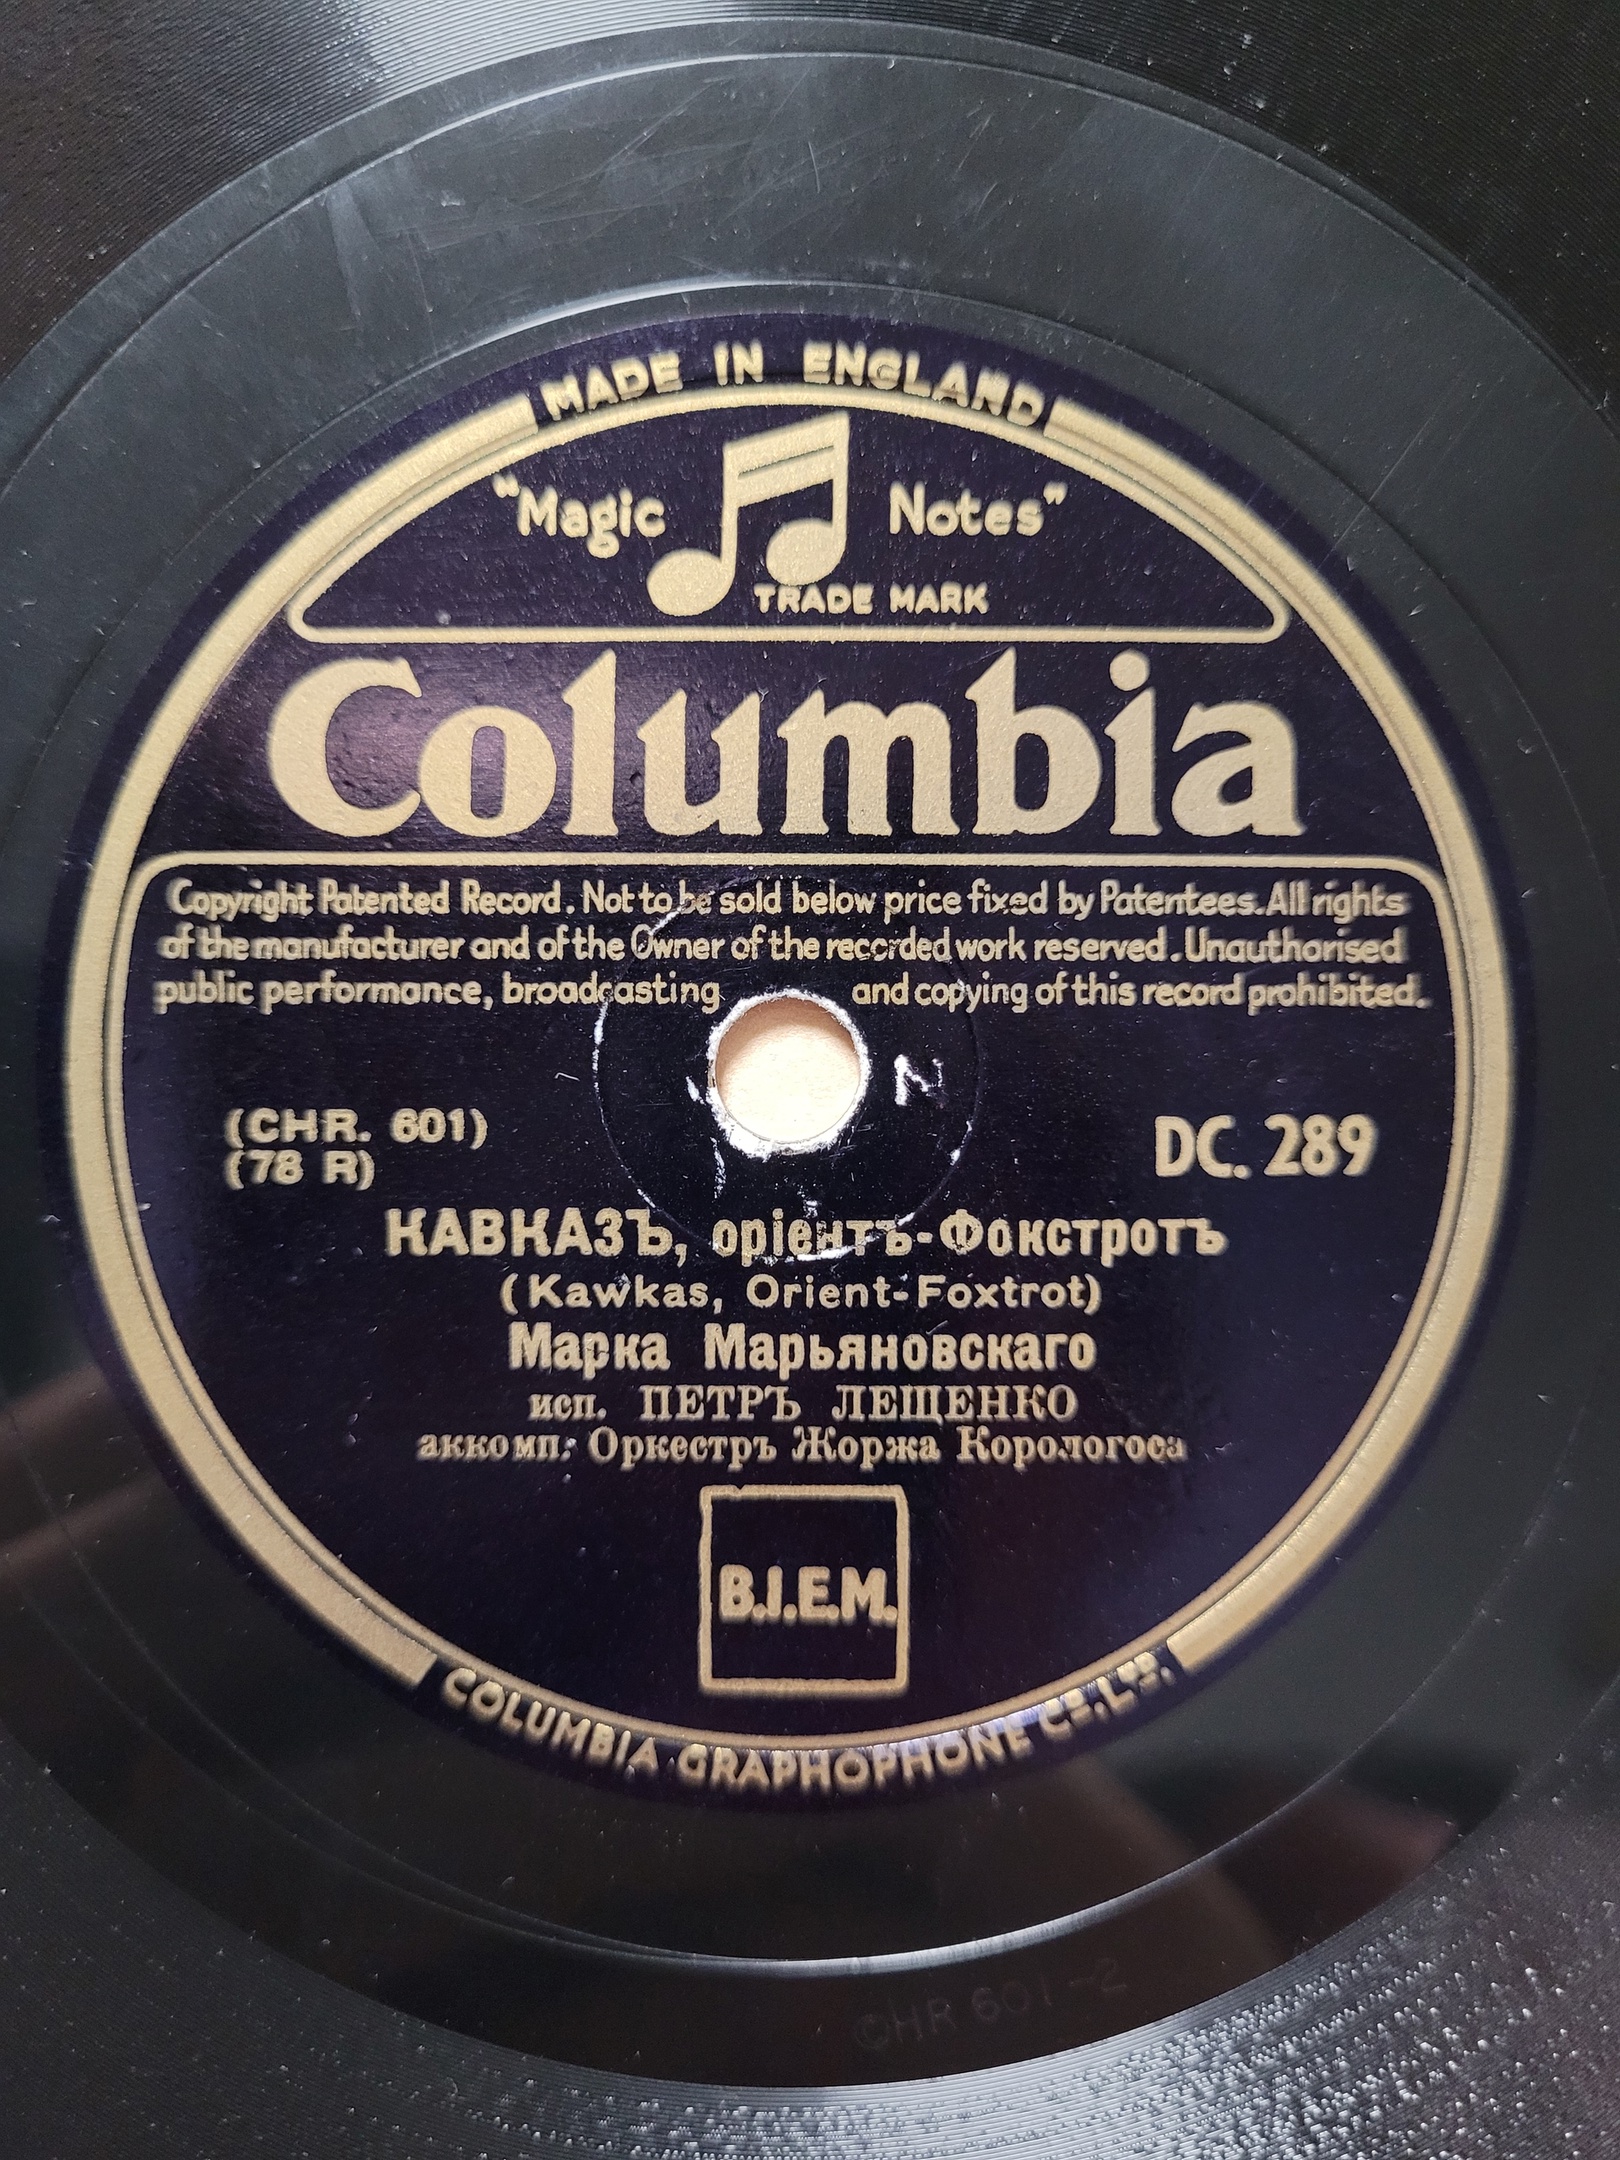 MADE IN ENGLAND
"Magic Notes"
TRADE MARK
Columbia
Copyright Patented Record. Not to be sold below price fixed by Patentees. All rights
of the manufacturer and of the Owner of the recorded work reserved. Unauthorised
public performance, broadcasting and copying of this record prohibited.
(CHR. 601)
(78 R)
DC. 289
КАВКАЗЪ, оріентъ-Фокстротъ
(Kawkas, Orient-Foxtrot)
Марка Марьяновскаго
исп. ПЕТРЪ ЛЕЩЕНКО
аккомп: Оркестръ Жоржа Корологоса
B.I.E.M.
COLUMBIA GRAPHOPHONE CO. LTD.
CHR 601-2